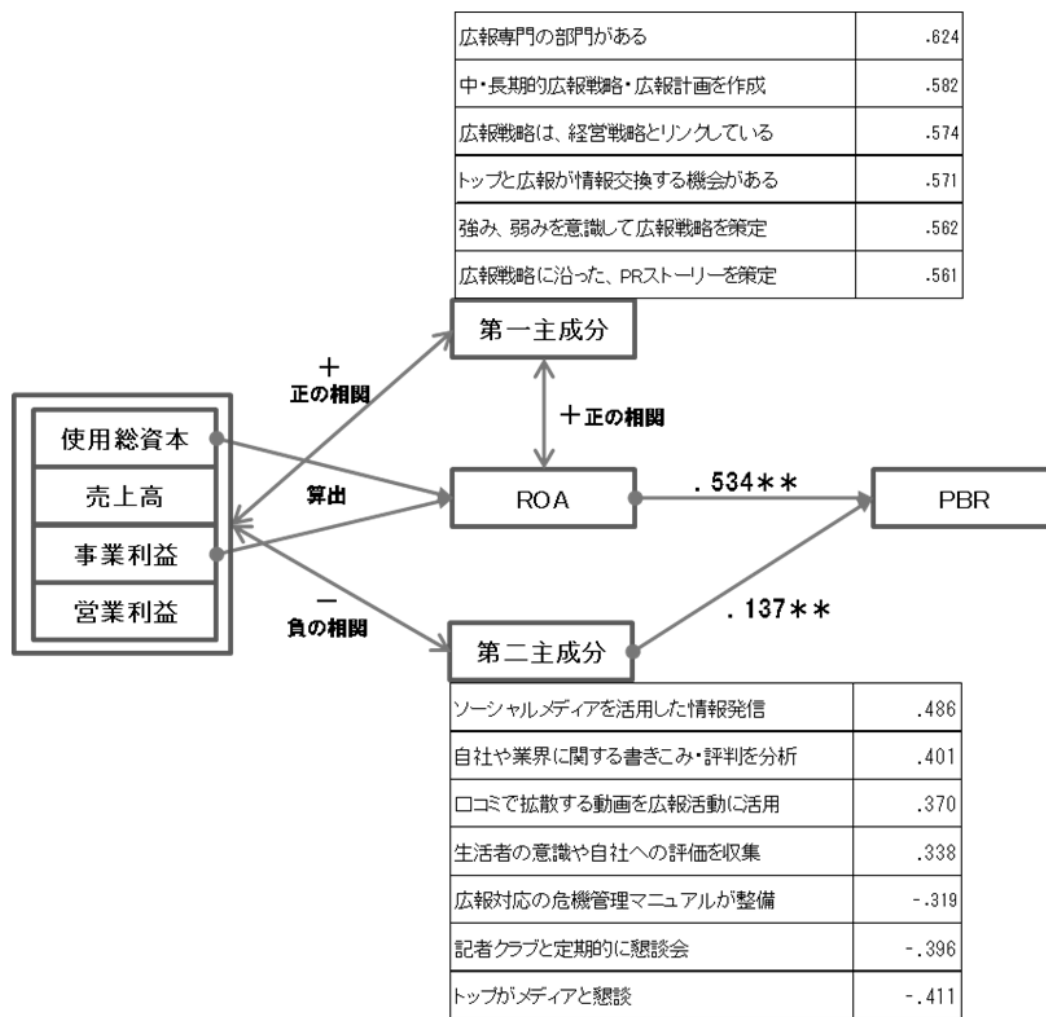 広報専門の部門がある .624
中・長期的広報戦略・広報計画を作成 .582
広報戦略は、経営戦略とリンクしている .574
トップと広報が情報交換する機会がある .571
強み、弱みを意識して広報戦略を策定 .562
広報戦略に沿った、PRストーリーを策定 .561
第一主成分
＋
正の相関
＋正の相関
使用総資本
売上高
事業利益
営業利益
算出
ROA
.534＊＊
PBR
－
負の相関
.137＊＊
第二主成分
ソーシャルメディアを活用した情報発信 .486
自社や業界に関する書きこみ・評判を分析 .401
口コミで拡散する動画を広報活動に活用 .370
生活者の意識や自社への評価を収集 .338
広報対応の危機管理マニュアルが整備 -.319
記者クラブと定期的に懇談会 -.396
トップがメディアと懇談 -.411